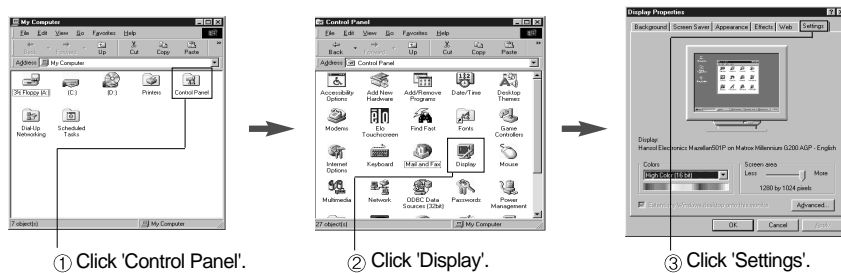 My Computer
File Edit View Go Favorites Help
Back Forward Up Cut Copy Paste
Address My Computer
3½ Floppy (A:) (C:) (D:) Printers Control Panel
Dial-Up Networking Scheduled Tasks
7 object(s) My Computer
① Click 'Control Panel'.
Control Panel
File Edit View Go Favorites Help
Back Forward Up Cut Copy Paste
Address Control Panel
Accessibility Options Add New Hardware Add/Remove Programs Date/Time Desktop Themes
Modems Elo Touchscreen Find Fast Fonts Game Controllers
Internet Options Keyboard Mail and Fax Display Mouse
Multimedia Network ODBC Data Sources (32bit) Passwords Power Management
27 object(s) My Computer
② Click 'Display'.
Display Properties
Background Screen Saver Appearance Effects Web Settings
Display:
Hansol Electronics Mazellan501P on Matrox Millennium G200 AGP - English
Colors Screen area
High Color (16 bit) Less More
1280 by 1024 pixels
Extend my Windows desktop onto this monitor.
Advanced...
OK Cancel Apply
③ Click 'Settings'.